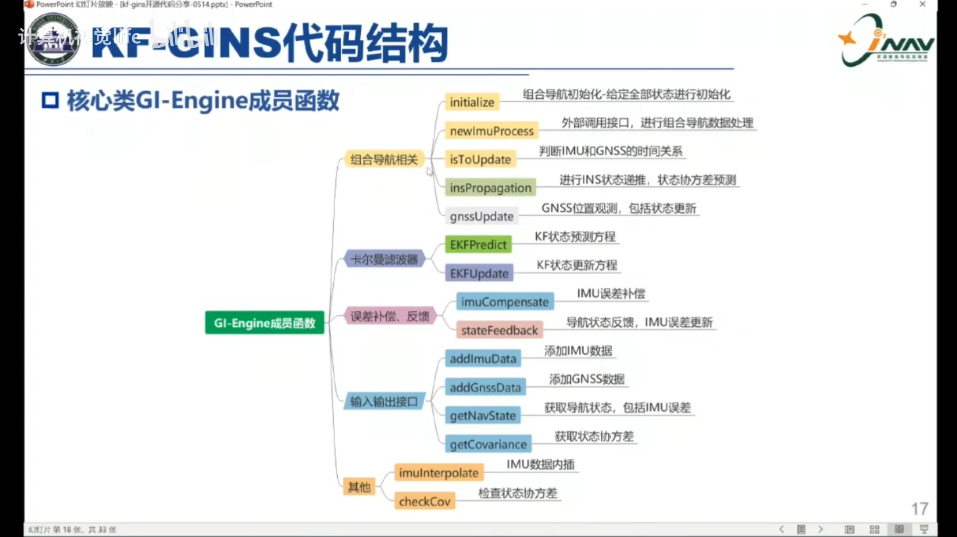 PowerPoint 幻灯片放映 - [kf-gins开源代码分享-0514.pptx] - PowerPoint
计算机视觉life
KF-GINS代码结构
NAV
核心类GI-Engine成员函数
GI-Engine成员函数
组合导航相关
initialize
组合导航初始化-给定全部状态进行初始化
newImuProcess
外部调用接口，进行组合导航数据处理
isToUpdate
判断IMU和GNSS的时间关系
insPropagation
进行INS状态递推，状态协方差预测
gnssUpdate
GNSS位置观测，包括状态更新
卡尔曼滤波器
EKFPredict
KF状态预测方程
EKFUpdate
KF状态更新方程
误差补偿、反馈
imuCompensate
IMU误差补偿
stateFeedback
导航状态反馈，IMU误差更新
输入输出接口
addImuData
添加IMU数据
addGnssData
添加GNSS数据
getNavState
获取导航状态，包括IMU误差
getCovariance
获取状态协方差
其他
imuInterpolate
IMU数据内插
checkCov
检查状态协方差
17